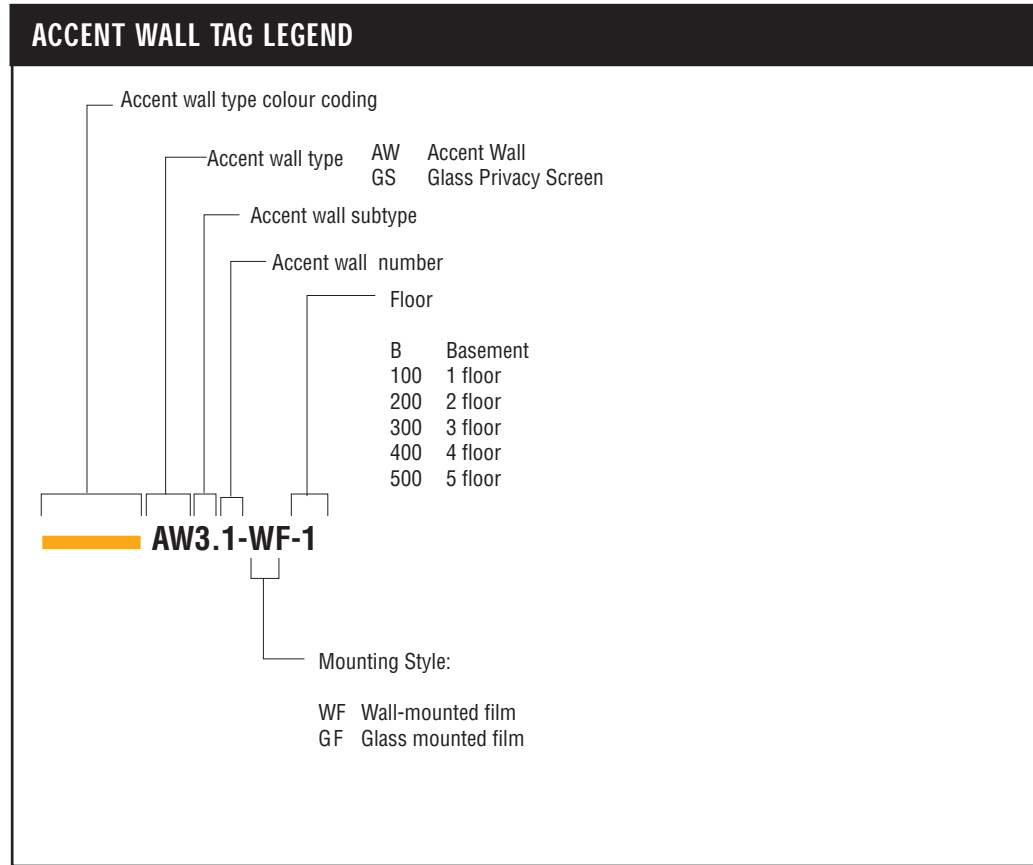 ACCENT WALL TAG LEGEND
Accent wall type colour coding
Accent wall type AW Accent Wall
GS Glass Privacy Screen
Accent wall subtype
Accent wall number
Floor
B Basement
100 1 floor
200 2 floor
300 3 floor
400 4 floor
500 5 floor
AW3.1-WF-1
Mounting Style:
WF Wall-mounted film
GF Glass mounted film